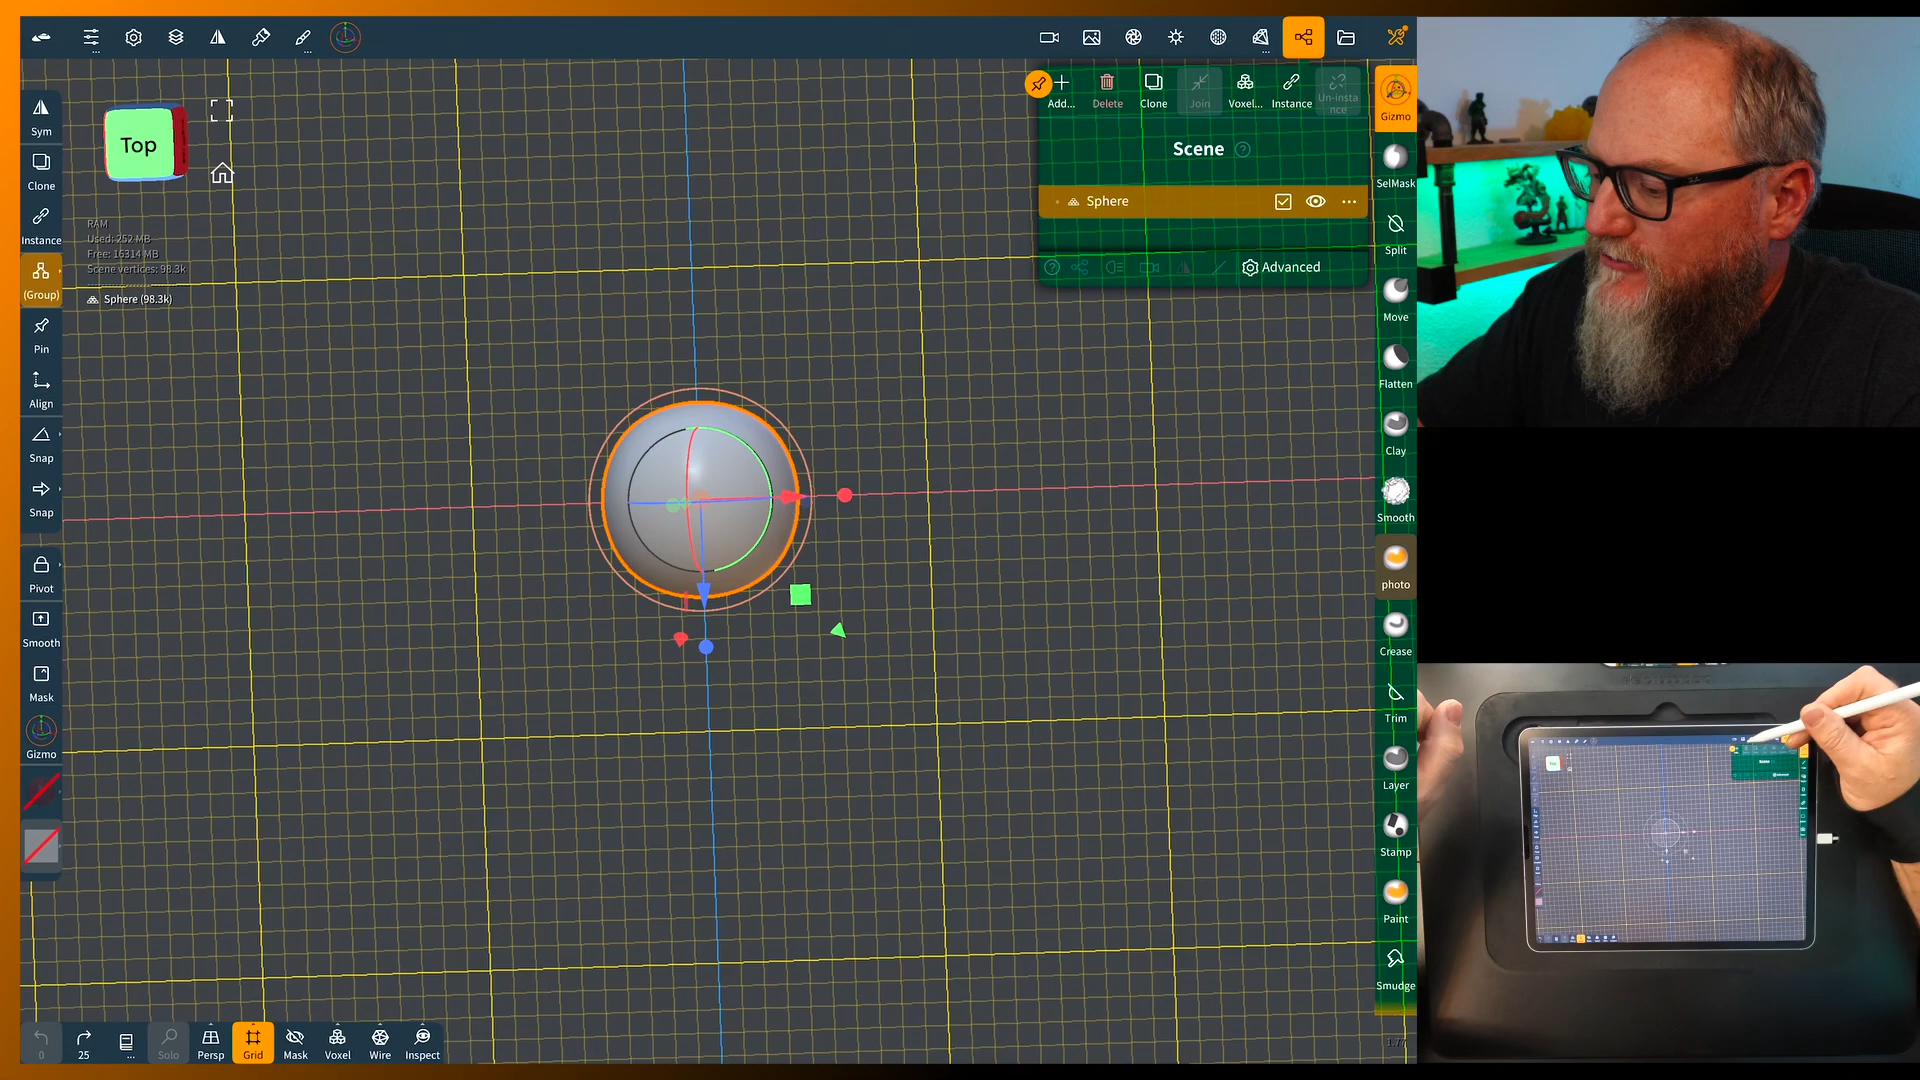 Top
RAM
Used: 252 MB
Free: 16314 MB
Scene vertices: 98.3k
Sphere (98.3k)
Sym
Clone
Instance
(Group)
Pin
Align
Snap
Snap
Pivot
Smooth
Mask
Gizmo
0
25
...
Solo
Persp
Grid
Mask
Voxel
Wire
Inspect
Add...
Delete
Clone
Join
Voxel...
Instance
Un-insta
nce
Scene
Sphere
Advanced
Gizmo
SelMask
Split
Move
Flatten
Clay
Smooth
photo
Crease
Trim
Layer
Stamp
Paint
Smudge